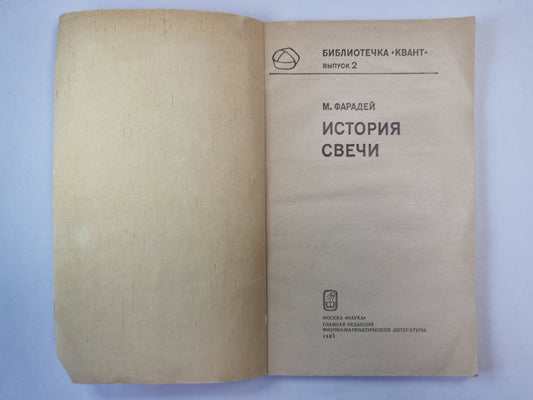 БИБЛИОТЕЧКА «КВАНТ»
ВЫПУСК 2
М. ФАРАДЕЙ
ИСТОРИЯ
СВЕЧИ
МОСКВА «НАУКА»
ГЛАВНАЯ РЕДАКЦИЯ
ФИЗИКО-МАТЕМАТИЧЕСКОЙ ЛИТЕРАТУРЫ